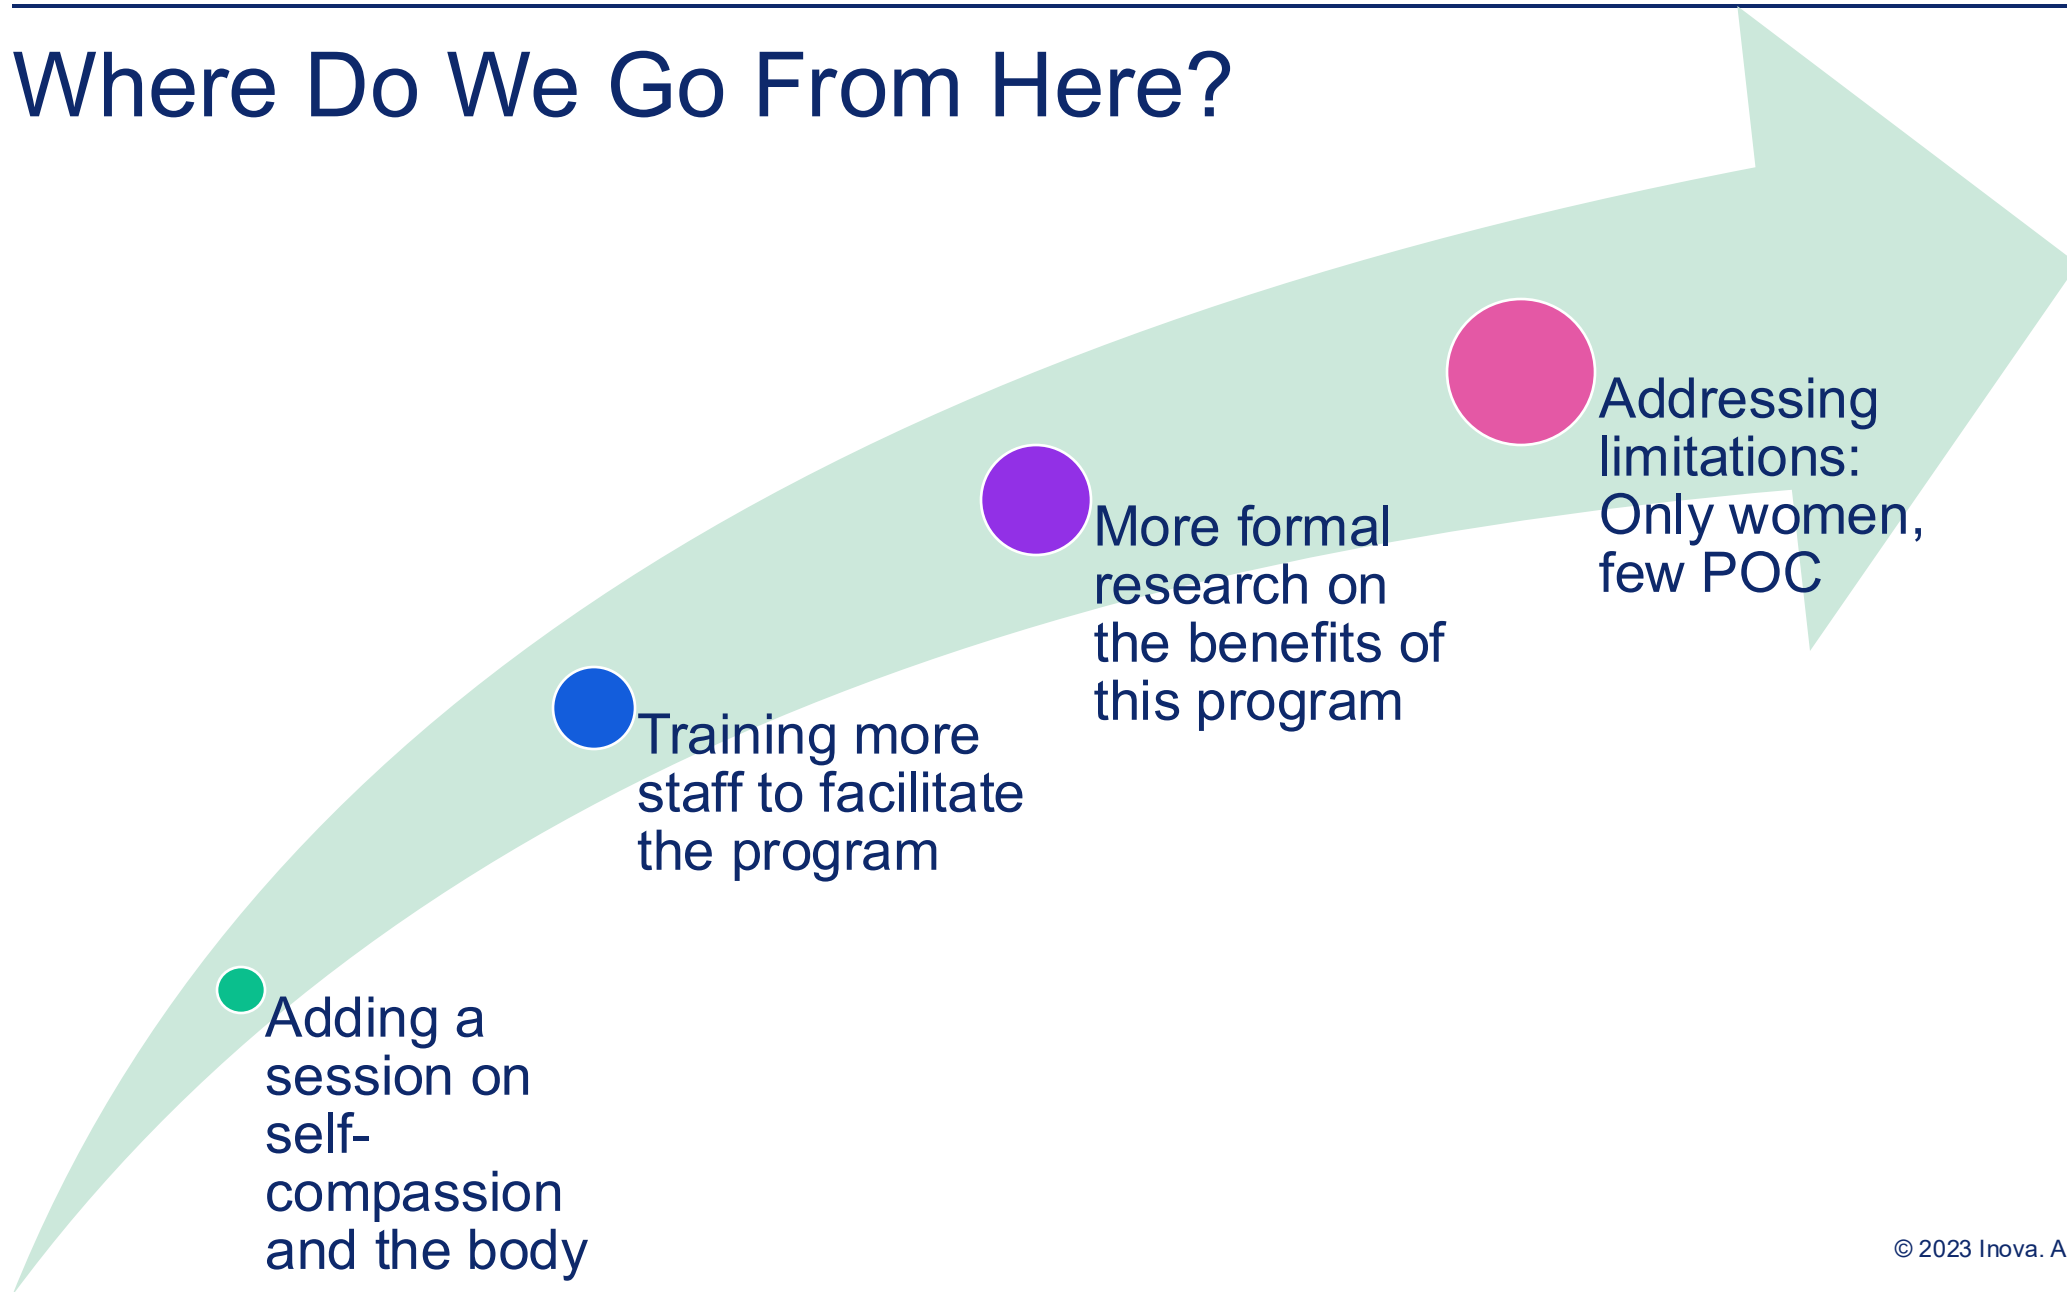 Where Do We Go From Here?
Adding a
session on
self-
compassion
and the body
Training more
staff to facilitate
the program
More formal
research on
the benefits of
this program
Addressing
limitations:
Only women,
few POC
© 2023 Inova. A